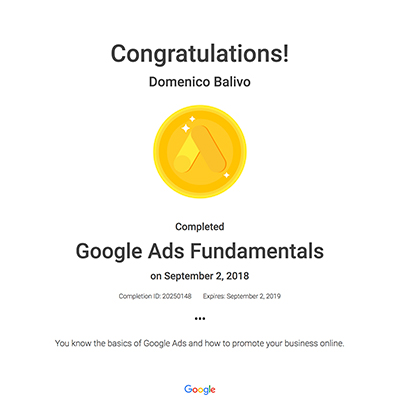 Congratulations!
Domenico Balivo
Completed
Google Ads Fundamentals
on September 2, 2018
Completion ID: 20250148 Expires: September 2, 2019
•••
You know the basics of Google Ads and how to promote your business online.
Google